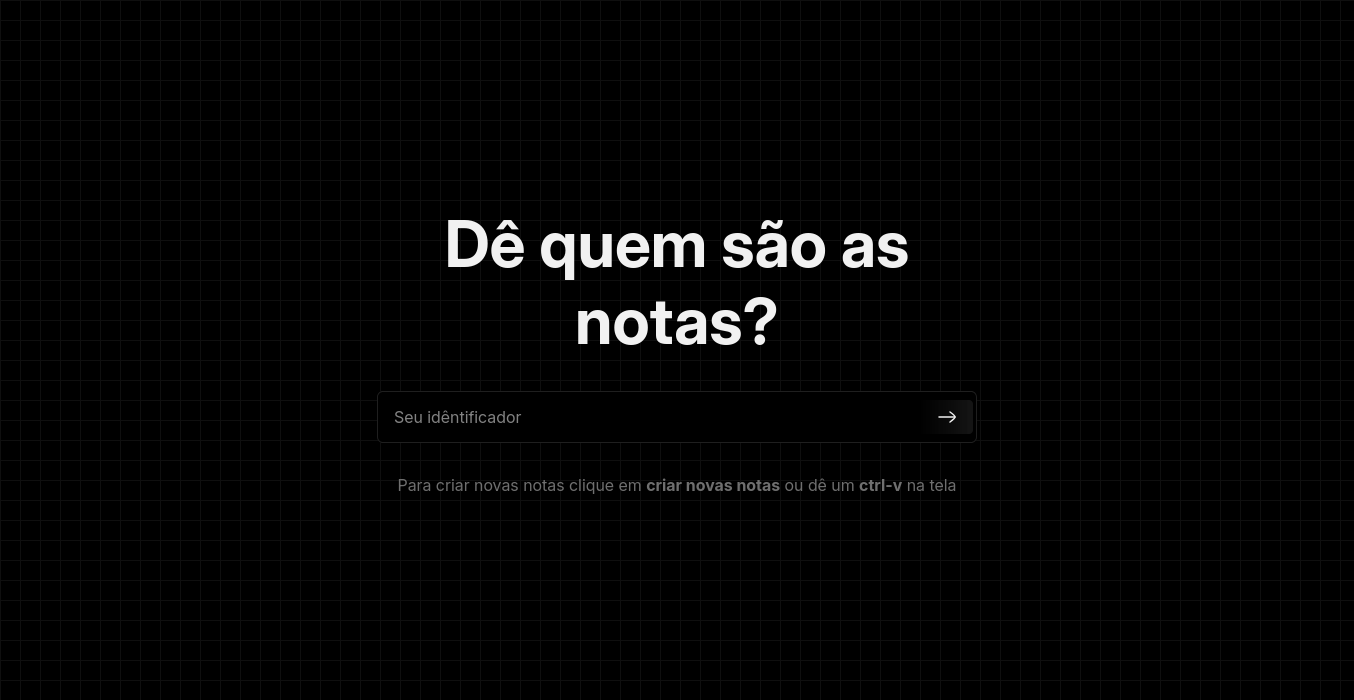 Dê quem são as
notas?
Seu idêntificador
Para criar novas notas clique em criar novas notas ou dê um ctrl-v na tela